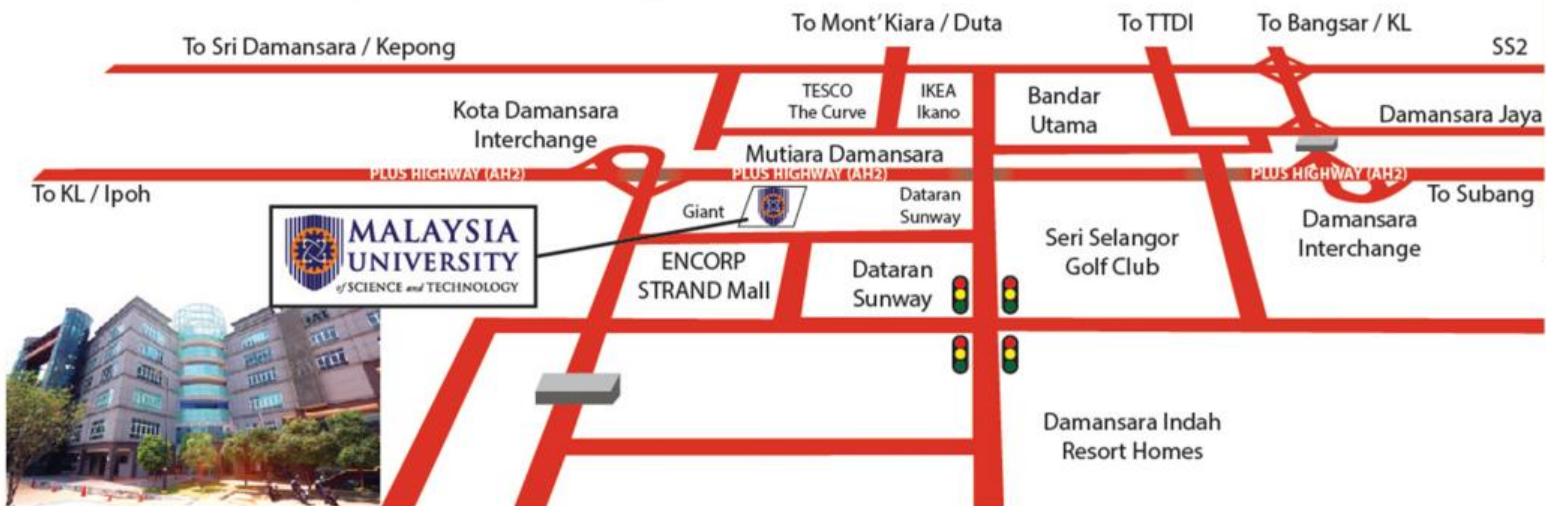 To Mont'Kiara / Duta
To TTDI
To Bangsar / KL
To Sri Damansara / Kepong
SS2
TESCO
The Curve
IKEA
Ikano
Bandar
Utama
Kota Damansara
Interchange
Damansara Jaya
Mutiara Damansara
PLUS HIGHWAY (AH2)
PLUS HIGHWAY (AH2)
PLUS HIGHWAY (AH2)
To KL / Ipoh
To Subang
Giant
Dataran
Sunway
Damansara
Interchange
MALAYSIA
UNIVERSITY
of SCIENCE and TECHNOLOGY
Seri Selangor
Golf Club
ENCORP
STRAND Mall
Dataran
Sunway
Damansara Indah
Resort Homes